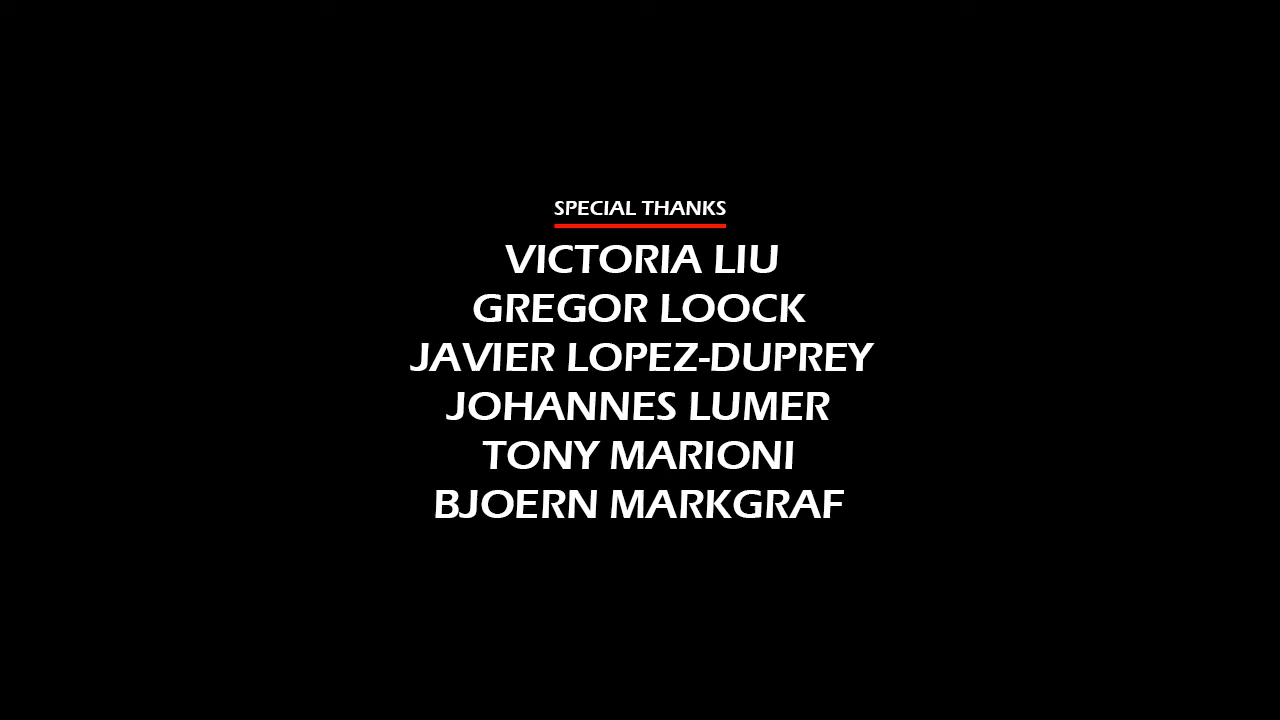 SPECIAL THANKS
VICTORIA LIU
GREGOR LOOCK
JAVIER LOPEZ-DUPREY
JOHANNES LUMER
TONY MARIONI
BJOERN MARKGRAF